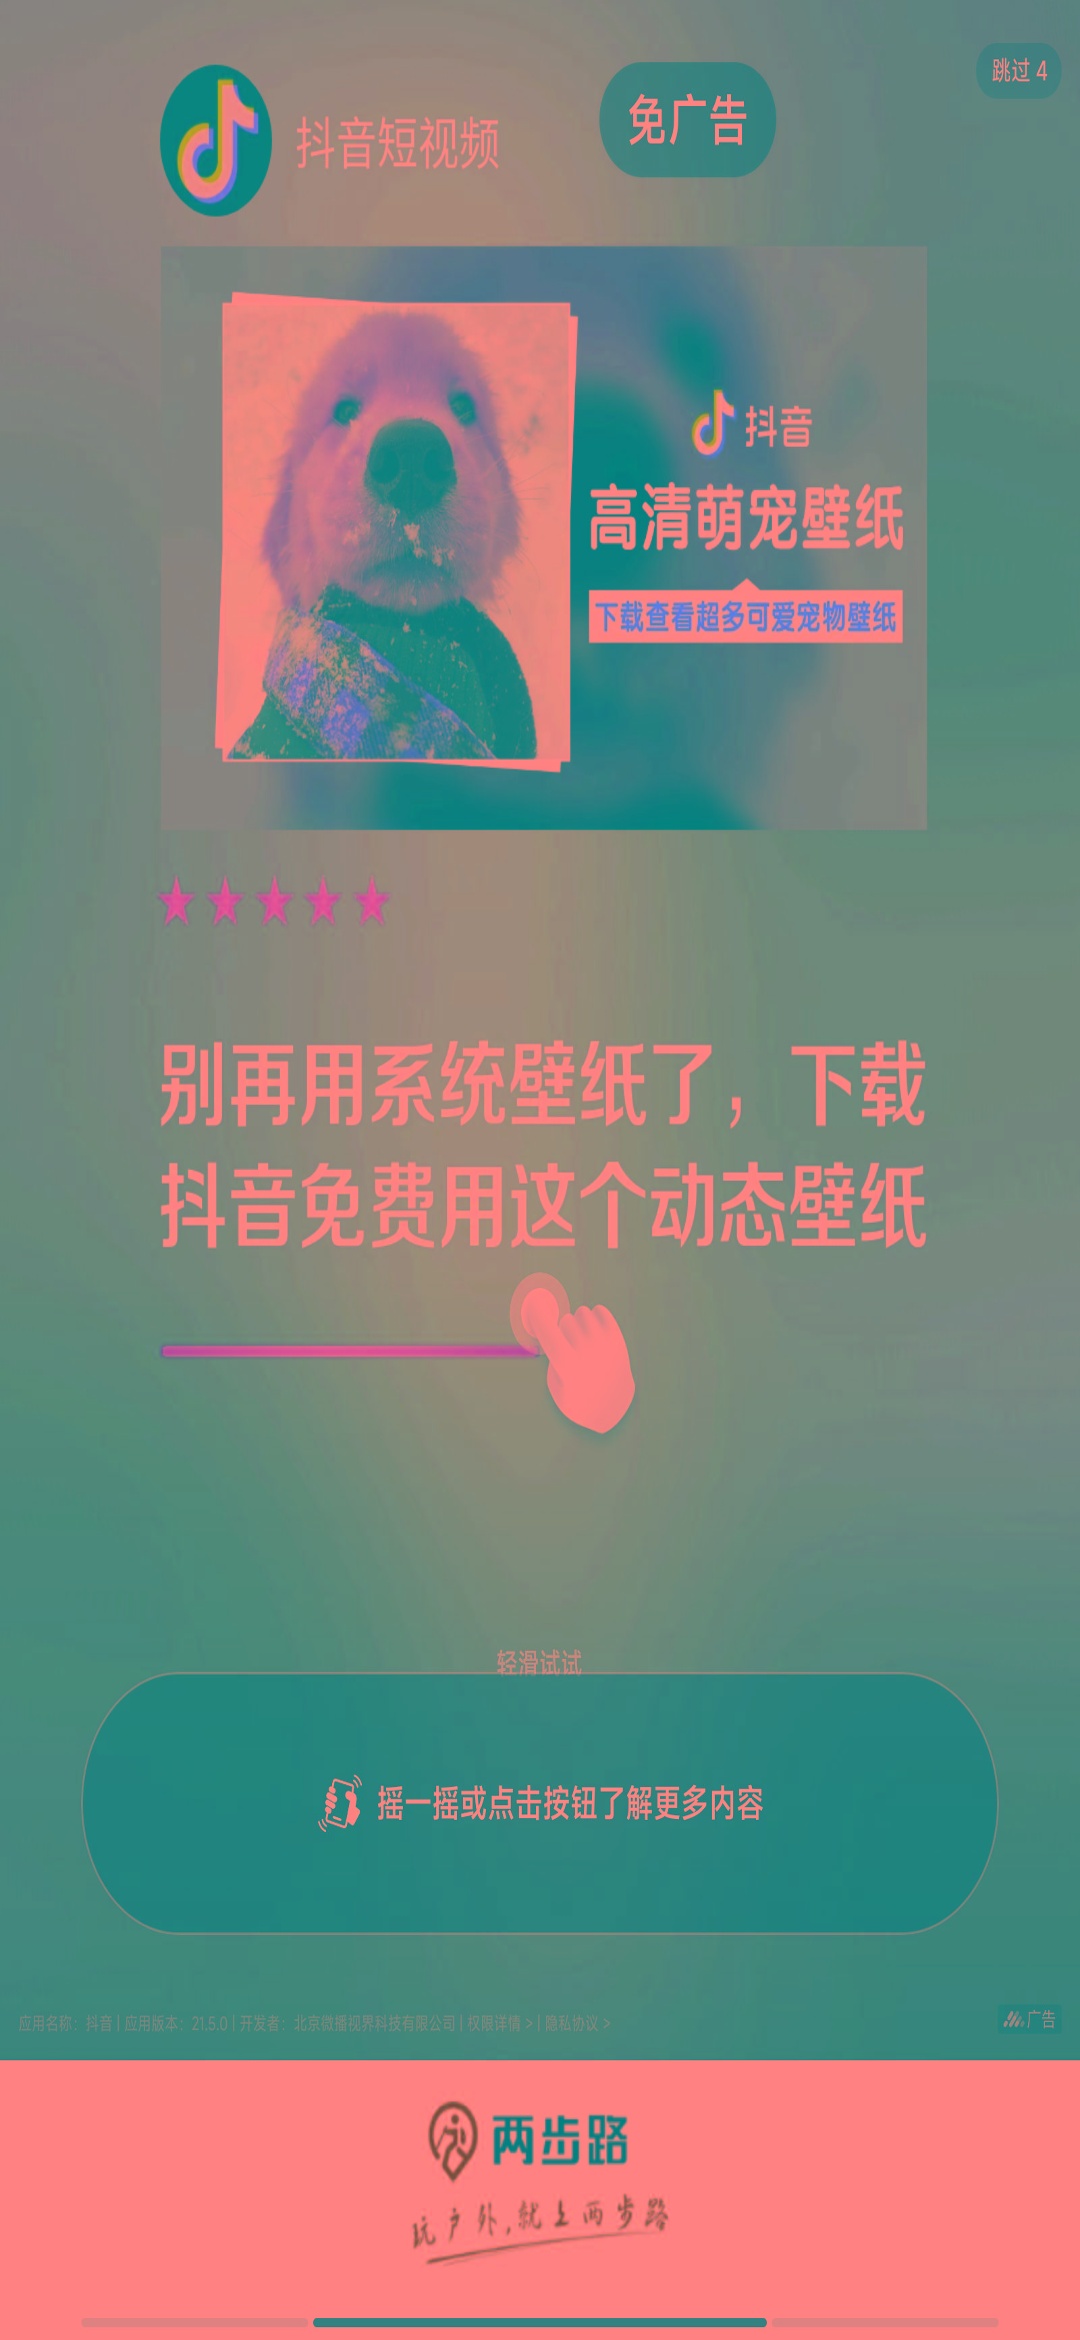 跳过 4
抖音短视频
免广告
抖音
高清萌宠壁纸
下载查看超多可爱宠物壁纸
别再用系统壁纸了，下载
抖音免费用这个动态壁纸
轻滑试试
摇一摇或点击按钮了解更多内容
应用名称：抖音 | 应用版本：21.5.0 | 开发者：北京微播视界科技有限公司 | 权限详情 > | 隐私协议 >
广告
两步路
玩户外,就上两步路